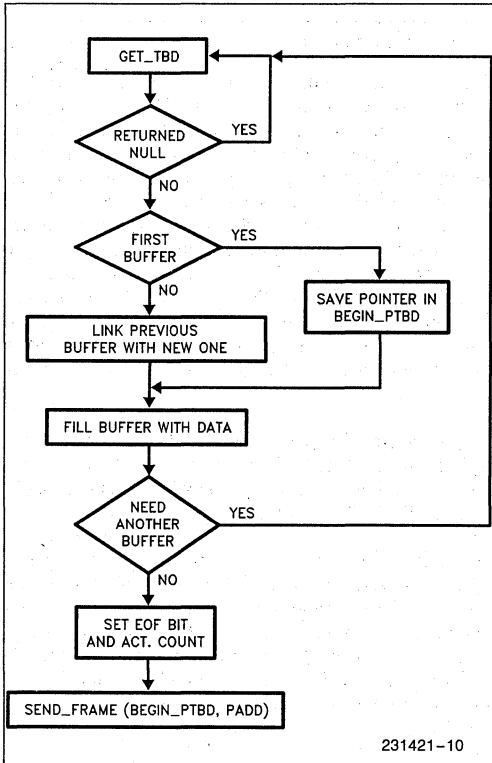 GET_TBD
RETURNED
NULL
YES
NO
FIRST
BUFFER
YES
NO
SAVE POINTER IN
BEGIN_PTBD
LINK PREVIOUS
BUFFER WITH NEW ONE
FILL BUFFER WITH DATA
NEED
ANOTHER
BUFFER
YES
NO
SET EOF BIT
AND ACT. COUNT
SEND_FRAME (BEGIN_PTBD, PADD)
231421-10